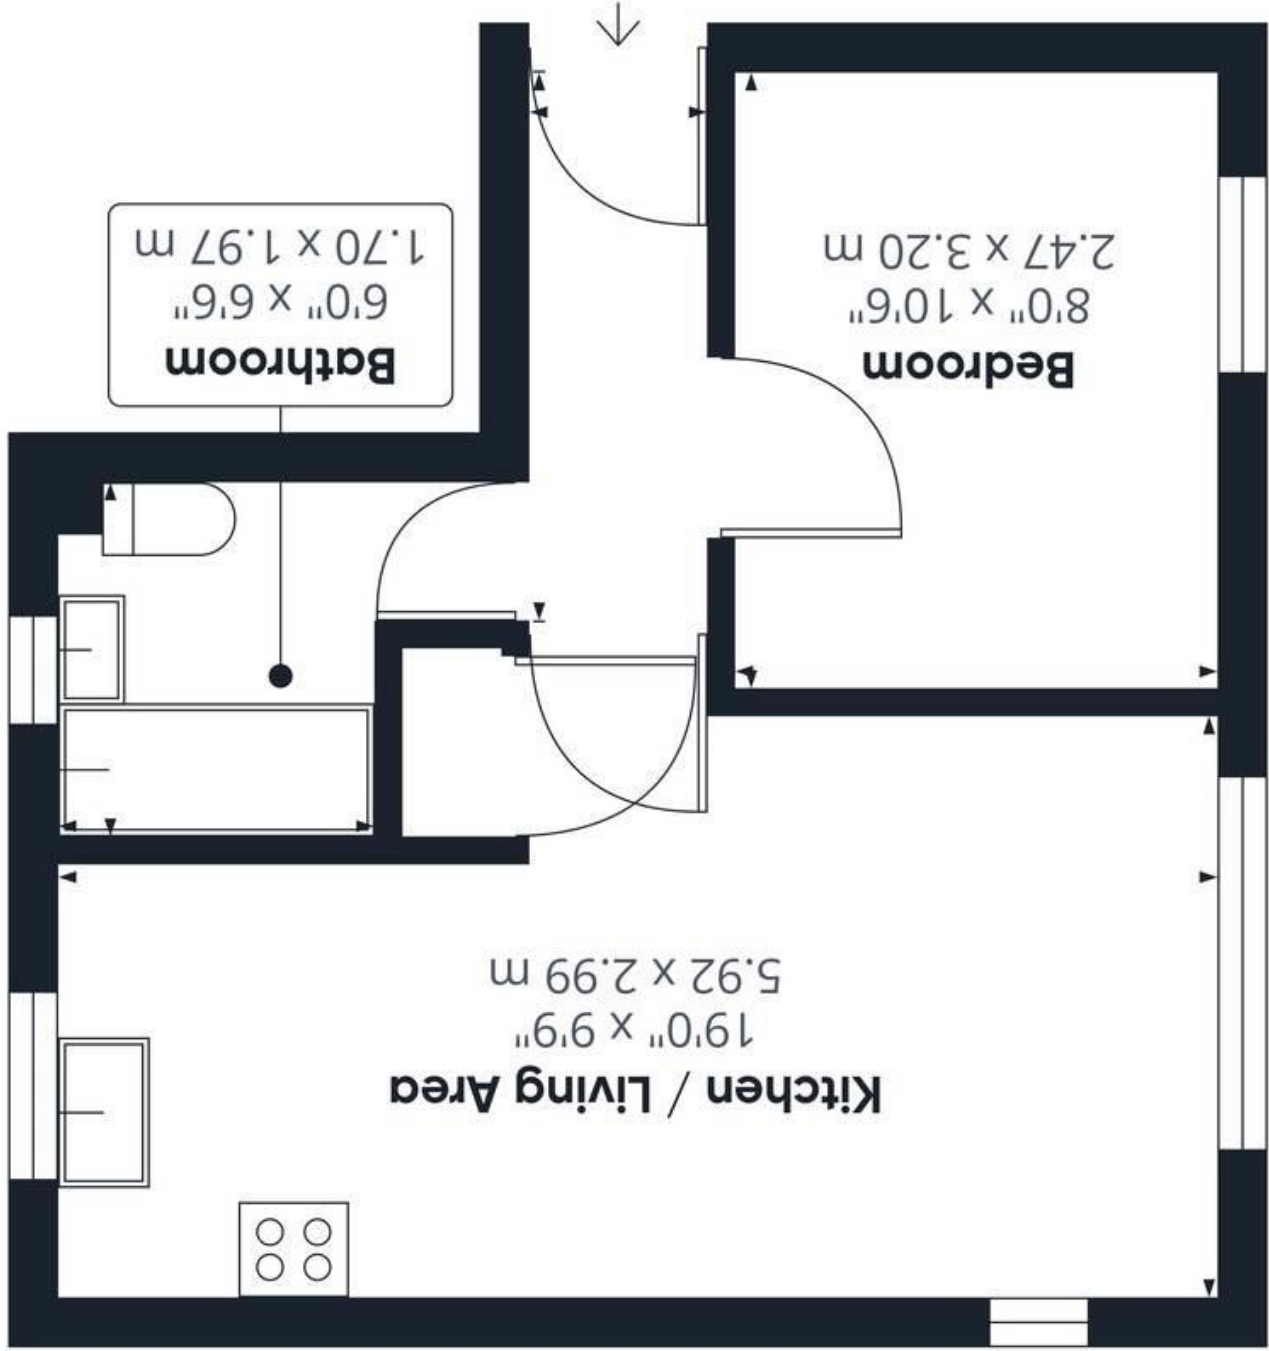 Kitchen / Living Area
19'0" x 9'9"
5.92 x 2.99 m
Bedroom
8'0" x 10'6"
2.47 x 3.20 m
Bathroom
6'0" x 6'6"
1.70 x 1.97 m